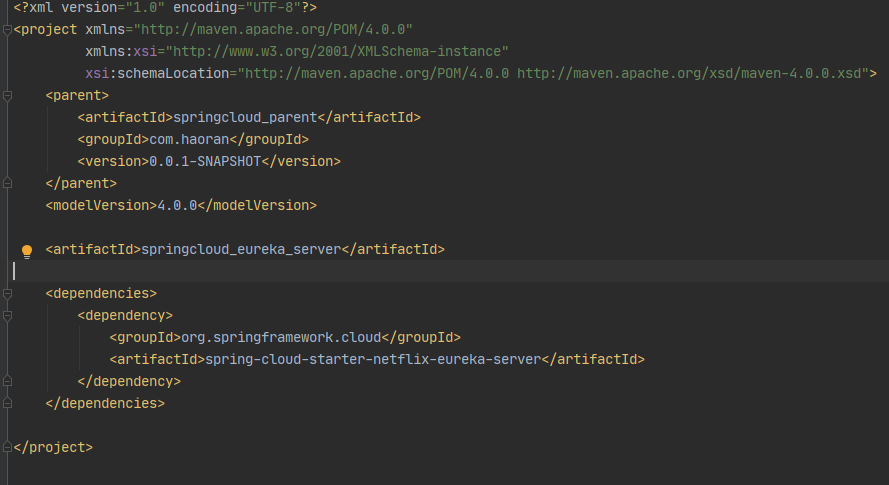 <?xml version="1.0" encoding="UTF-8"?>
<project xmlns="http://maven.apache.org/POM/4.0.0"
         xmlns:xsi="http://www.w3.org/2001/XMLSchema-instance"
         xsi:schemaLocation="http://maven.apache.org/POM/4.0.0 http://maven.apache.org/xsd/maven-4.0.0.xsd">
    <parent>
        <artifactId>springcloud_parent</artifactId>
        <groupId>com.haoran</groupId>
        <version>0.0.1-SNAPSHOT</version>
    </parent>
    <modelVersion>4.0.0</modelVersion>

    <artifactId>springcloud_eureka_server</artifactId>

    <dependencies>
        <dependency>
            <groupId>org.springframework.cloud</groupId>
            <artifactId>spring-cloud-starter-netflix-eureka-server</artifactId>
        </dependency>
    </dependencies>

</project>